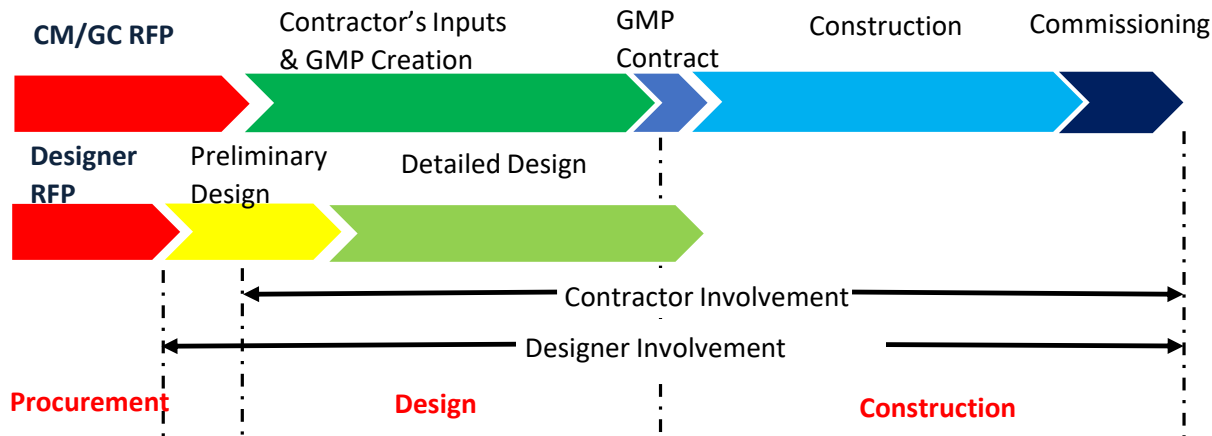 CM/GC RFP
Contractor’s Inputs
& GMP Creation
GMP
Contract
Construction
Commissioning
Designer
RFP
Preliminary
Design
Detailed Design
Contractor Involvement
Designer Involvement
Procurement
Design
Construction